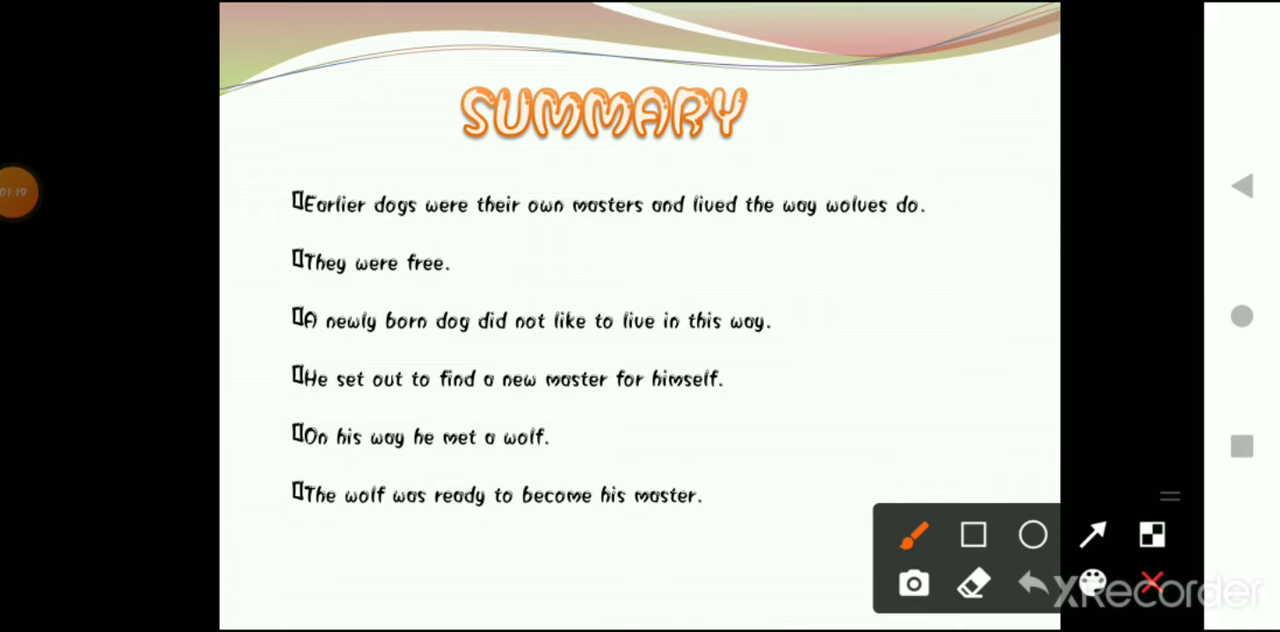 SUMMARY
01:19
Earlier dogs were their own masters and lived the way wolves do.
They were free.
A newly born dog did not like to live in this way.
He set out to find a new master for himself.
On his way he met a wolf.
The wolf was ready to become his master.
XRecorder